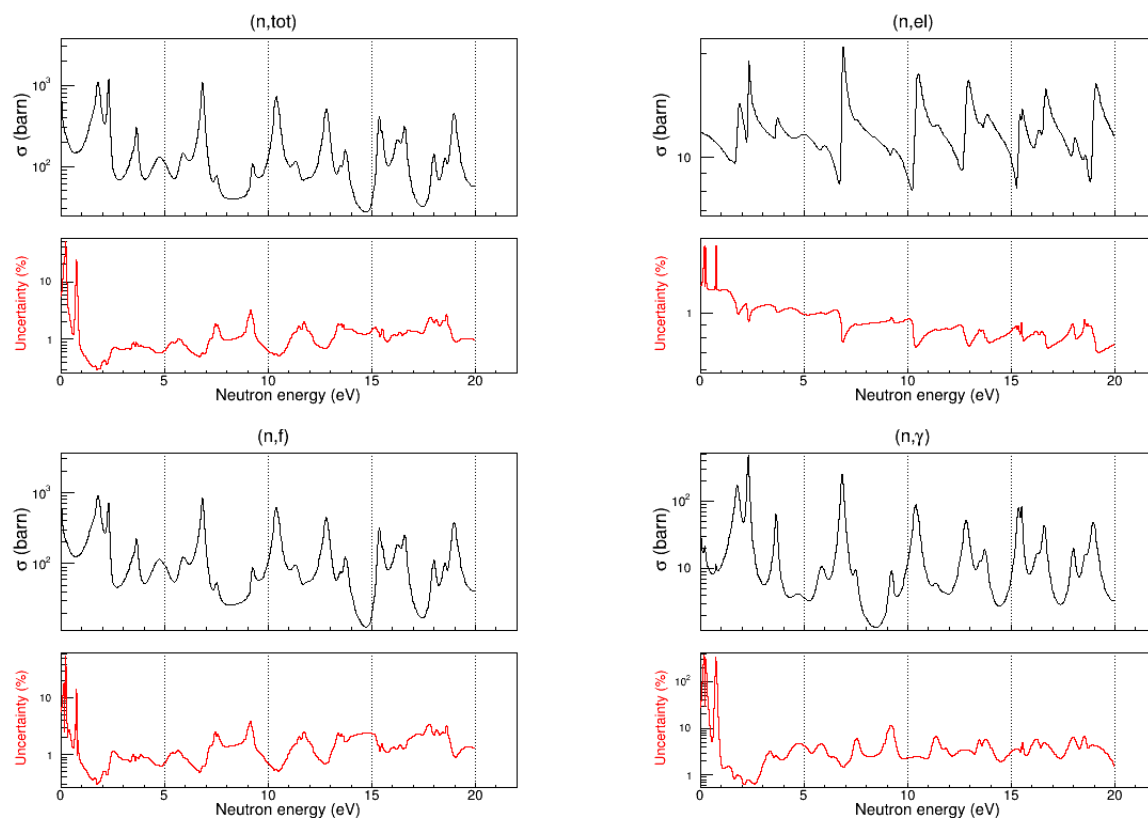 (n,tot)
σ (barn)
10³
10²
Uncertainty (%)
10
1
0 5 10 15 20
Neutron energy (eV)
(n,el)
σ (barn)
10
Uncertainty (%)
1
0 5 10 15 20
Neutron energy (eV)
(n,f)
σ (barn)
10³
10²
Uncertainty (%)
10
1
0 5 10 15 20
Neutron energy (eV)
(n,γ)
σ (barn)
10²
10
Uncertainty (%)
10²
10
1
0 5 10 15 20
Neutron energy (eV)